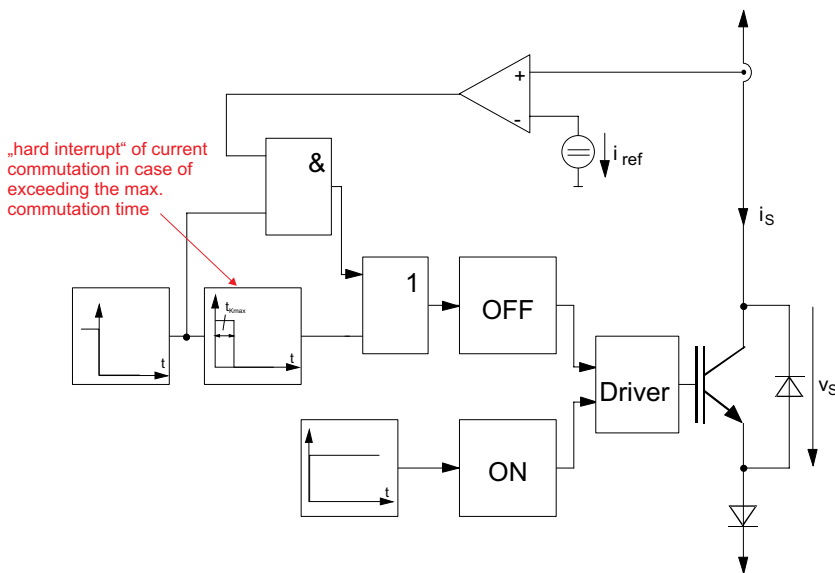 +
-
i ref
„hard interrupt“ of current
commutation in case of
exceeding the max.
commutation time
&
iS
1
tKmax
t
t
OFF
Driver
vS
t
ON